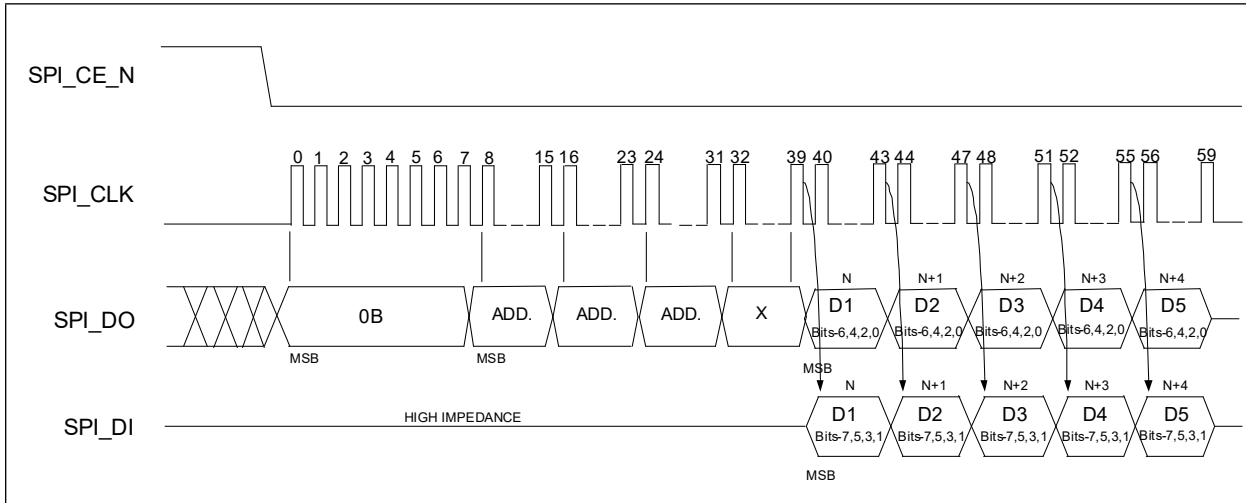 SPI_CE_N
0 1 2 3 4 5 6 7 8 15 16 23 24 31 32 39 40 43 44 47 48 51 52 55 56 59
SPI_CLK
N N+1 N+2 N+3 N+4
SPI_DO
0B ADD. ADD. ADD. X D1 D2 D3 D4 D5
Bits-6,4,2,0 Bits-6,4,2,0 Bits-6,4,2,0 Bits-6,4,2,0 Bits-6,4,2,0
MSB MSB MSB
N N+1 N+2 N+3 N+4
HIGH IMPEDANCE
SPI_DI
D1 D2 D3 D4 D5
Bits-7,5,3,1 Bits-7,5,3,1 Bits-7,5,3,1 Bits-7,5,3,1 Bits-7,5,3,1
MSB